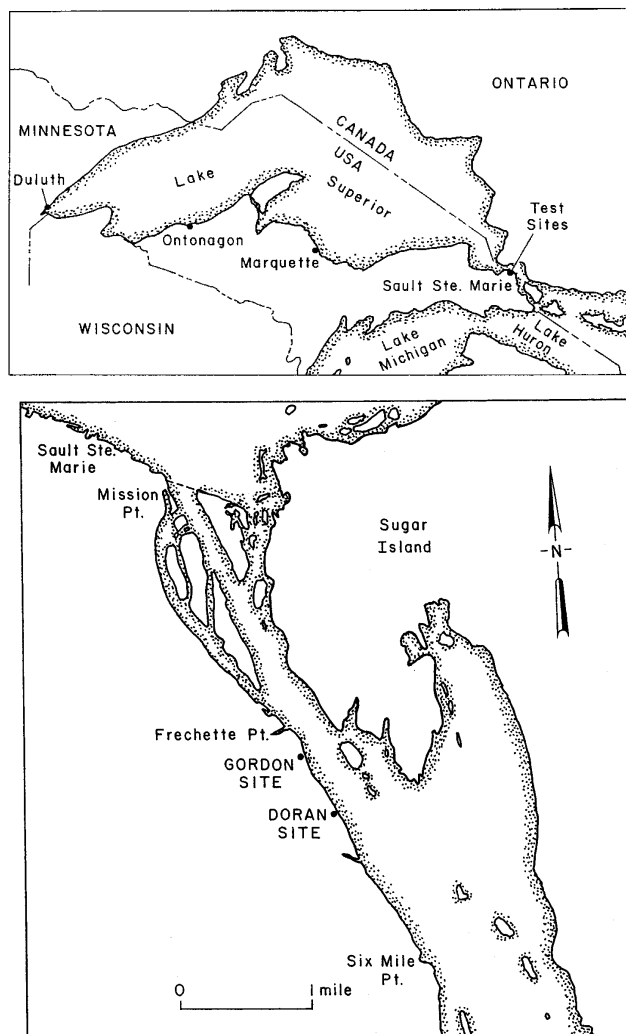 ONTARIO
MINNESOTA
CANADA
USA
Duluth
Lake
Superior
Ontonagon
Marquette
Test
Sites
Sault Ste. Marie
WISCONSIN
Lake
Michigan
Lake
Huron
Sault Ste.
Marie
Mission
Pt.
Sugar
Island
-N-
Frechette Pt.
GORDON
SITE
DORAN
SITE
Six Mile
Pt.
0 1 mile